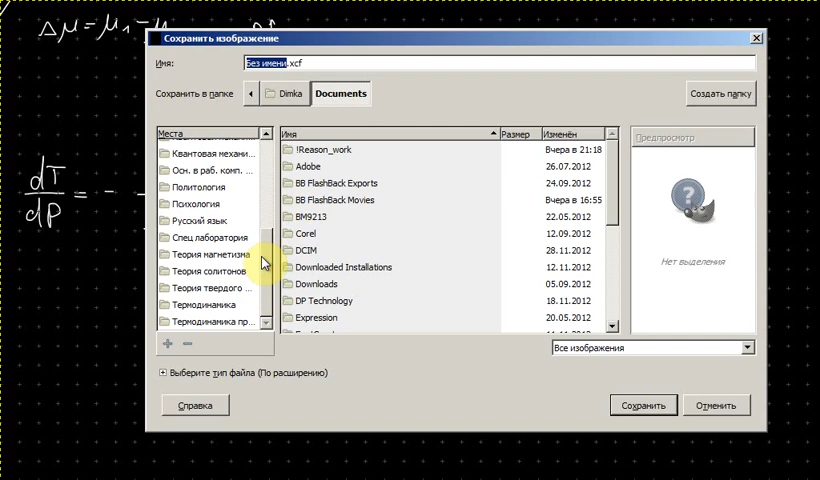 Δμ = μ₁ − μ
Сохранить изображение
Имя: Без имени.xcf
Сохранить в папке Dimka Documents Создать папку
Места Имя Размер Изменён Предпросмотр
Квантовая механи...
Осн. в раб. комп. ...
Политология
Психология
Русский язык
Спец лаборатория
Теория магнетизма
Теория солитонов
Теория твердого ...
Термодинамика
Термодинамика пр...
!Reason_work Вчера в 21:18
Adobe 26.07.2012
BB FlashBack Exports 24.09.2012
BB FlashBack Movies Вчера в 16:55
BM9213 22.05.2012
Corel 12.09.2012
DCIM 28.11.2012
Downloaded Installations 12.11.2012
Downloads 05.09.2012
DP Technology 18.11.2012
Expression 20.05.2012
Нет выделения
dT
dP = −
Все изображения
Выберите тип файла (По расширению)
Справка Сохранить Отменить